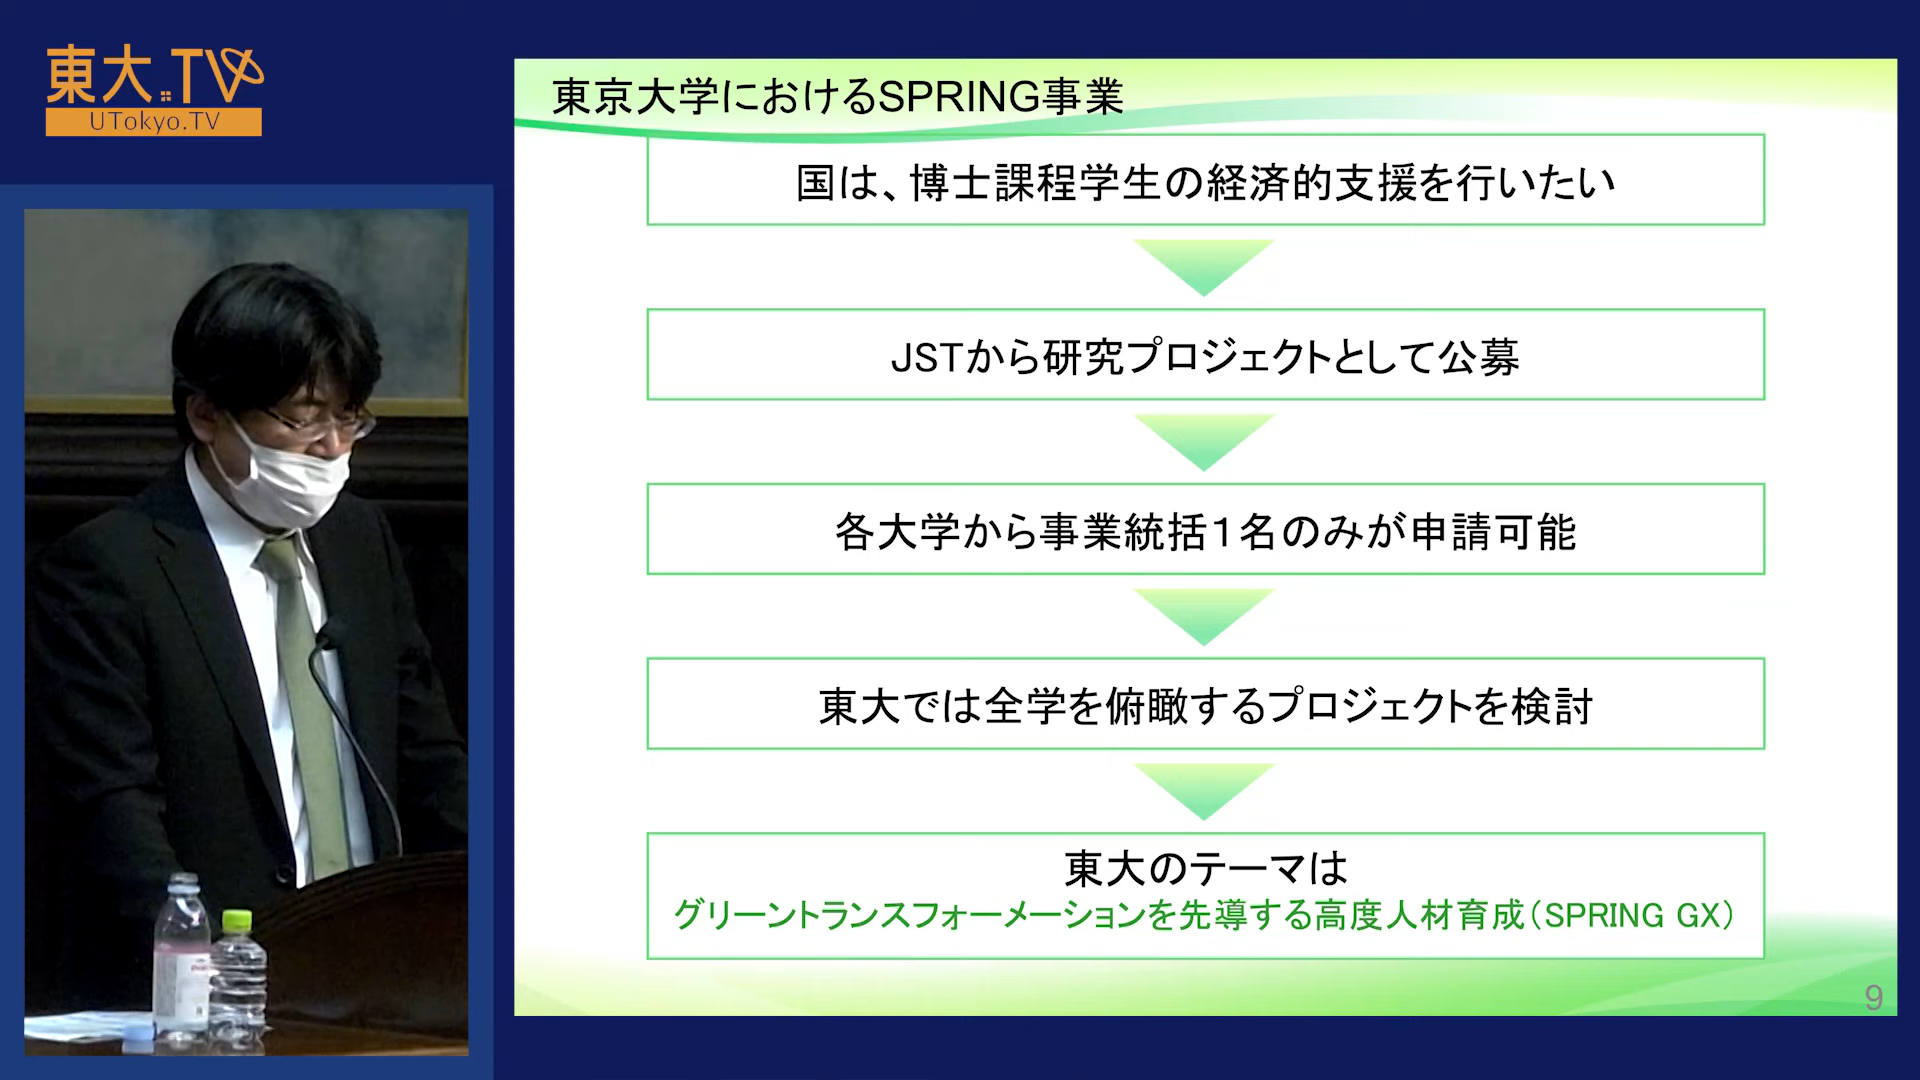 東大.TV
UTokyo.TV
東京大学におけるSPRING事業
国は、博士課程学生の経済的支援を行いたい
JSTから研究プロジェクトとして公募
各大学から事業統括１名のみが申請可能
東大では全学を俯瞰するプロジェクトを検討
東大のテーマは
グリーントランスフォーメーションを先導する高度人材育成（SPRING GX）
9